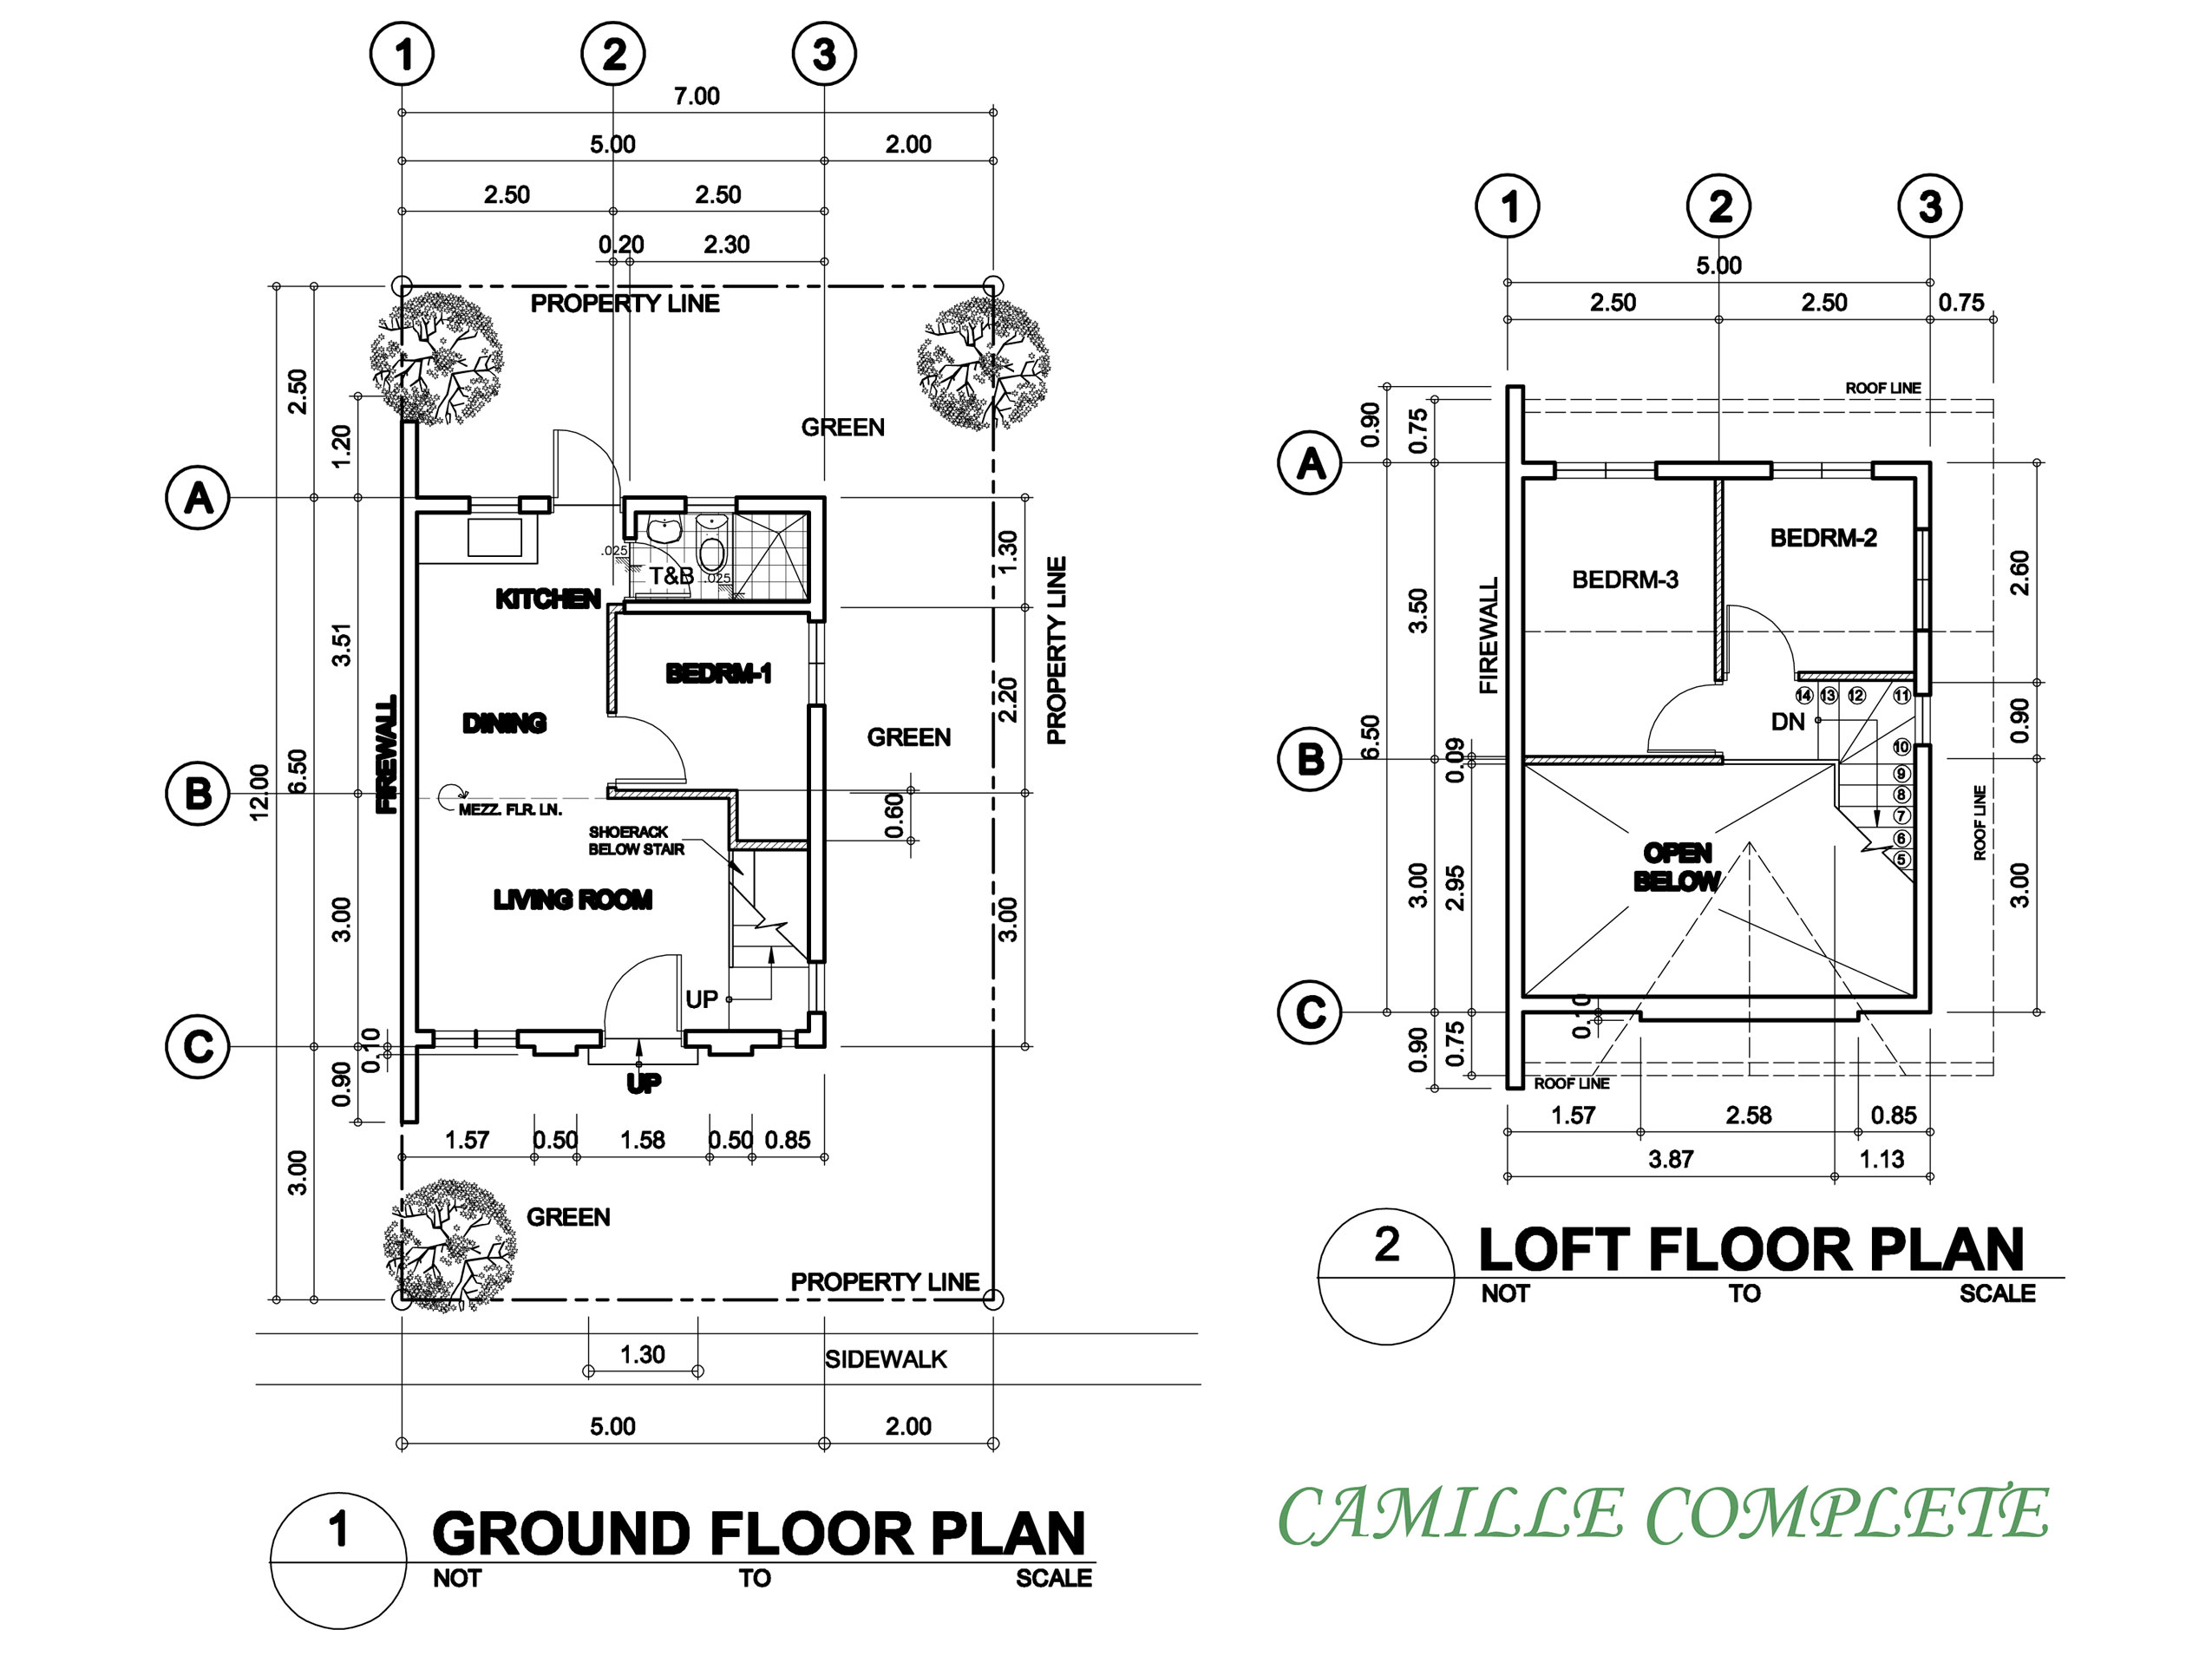 1 2 3
7.00
5.00 2.00
2.50 2.50
0.20 2.30
PROPERTY LINE
2.50
1.20
GREEN
A
1.30
.025
T&B .025
KITCHEN
PROPERTY LINE
3.51
BEDRM-1
2.20
FIREWALL
DINING
GREEN
12.00
6.50
B
MEZZ. FLR. LN.
0.60
SHOERACK
BELOW STAIR
LIVING ROOM
3.00
3.00
UP
C
0.10
0.90
UP
1.57 0.50 1.58 0.50 0.85
3.00
GREEN
PROPERTY LINE
1.30
SIDEWALK
5.00 2.00
1
GROUND FLOOR PLAN
NOT TO SCALE
1 2 3
5.00
2.50 2.50 0.75
ROOF LINE
0.90
0.75
A
BEDRM-2
BEDRM-3
2.60
3.50
FIREWALL
14 13 12 11
DN
0.90
6.50
10
B
0.09
9
8
7
6
5
ROOF LINE
OPEN
BELOW
3.00
2.95
3.00
C
0.10
0.90
0.75
ROOF LINE
1.57 2.58 0.85
3.87 1.13
2
LOFT FLOOR PLAN
NOT TO SCALE
CAMILLE COMPLETE